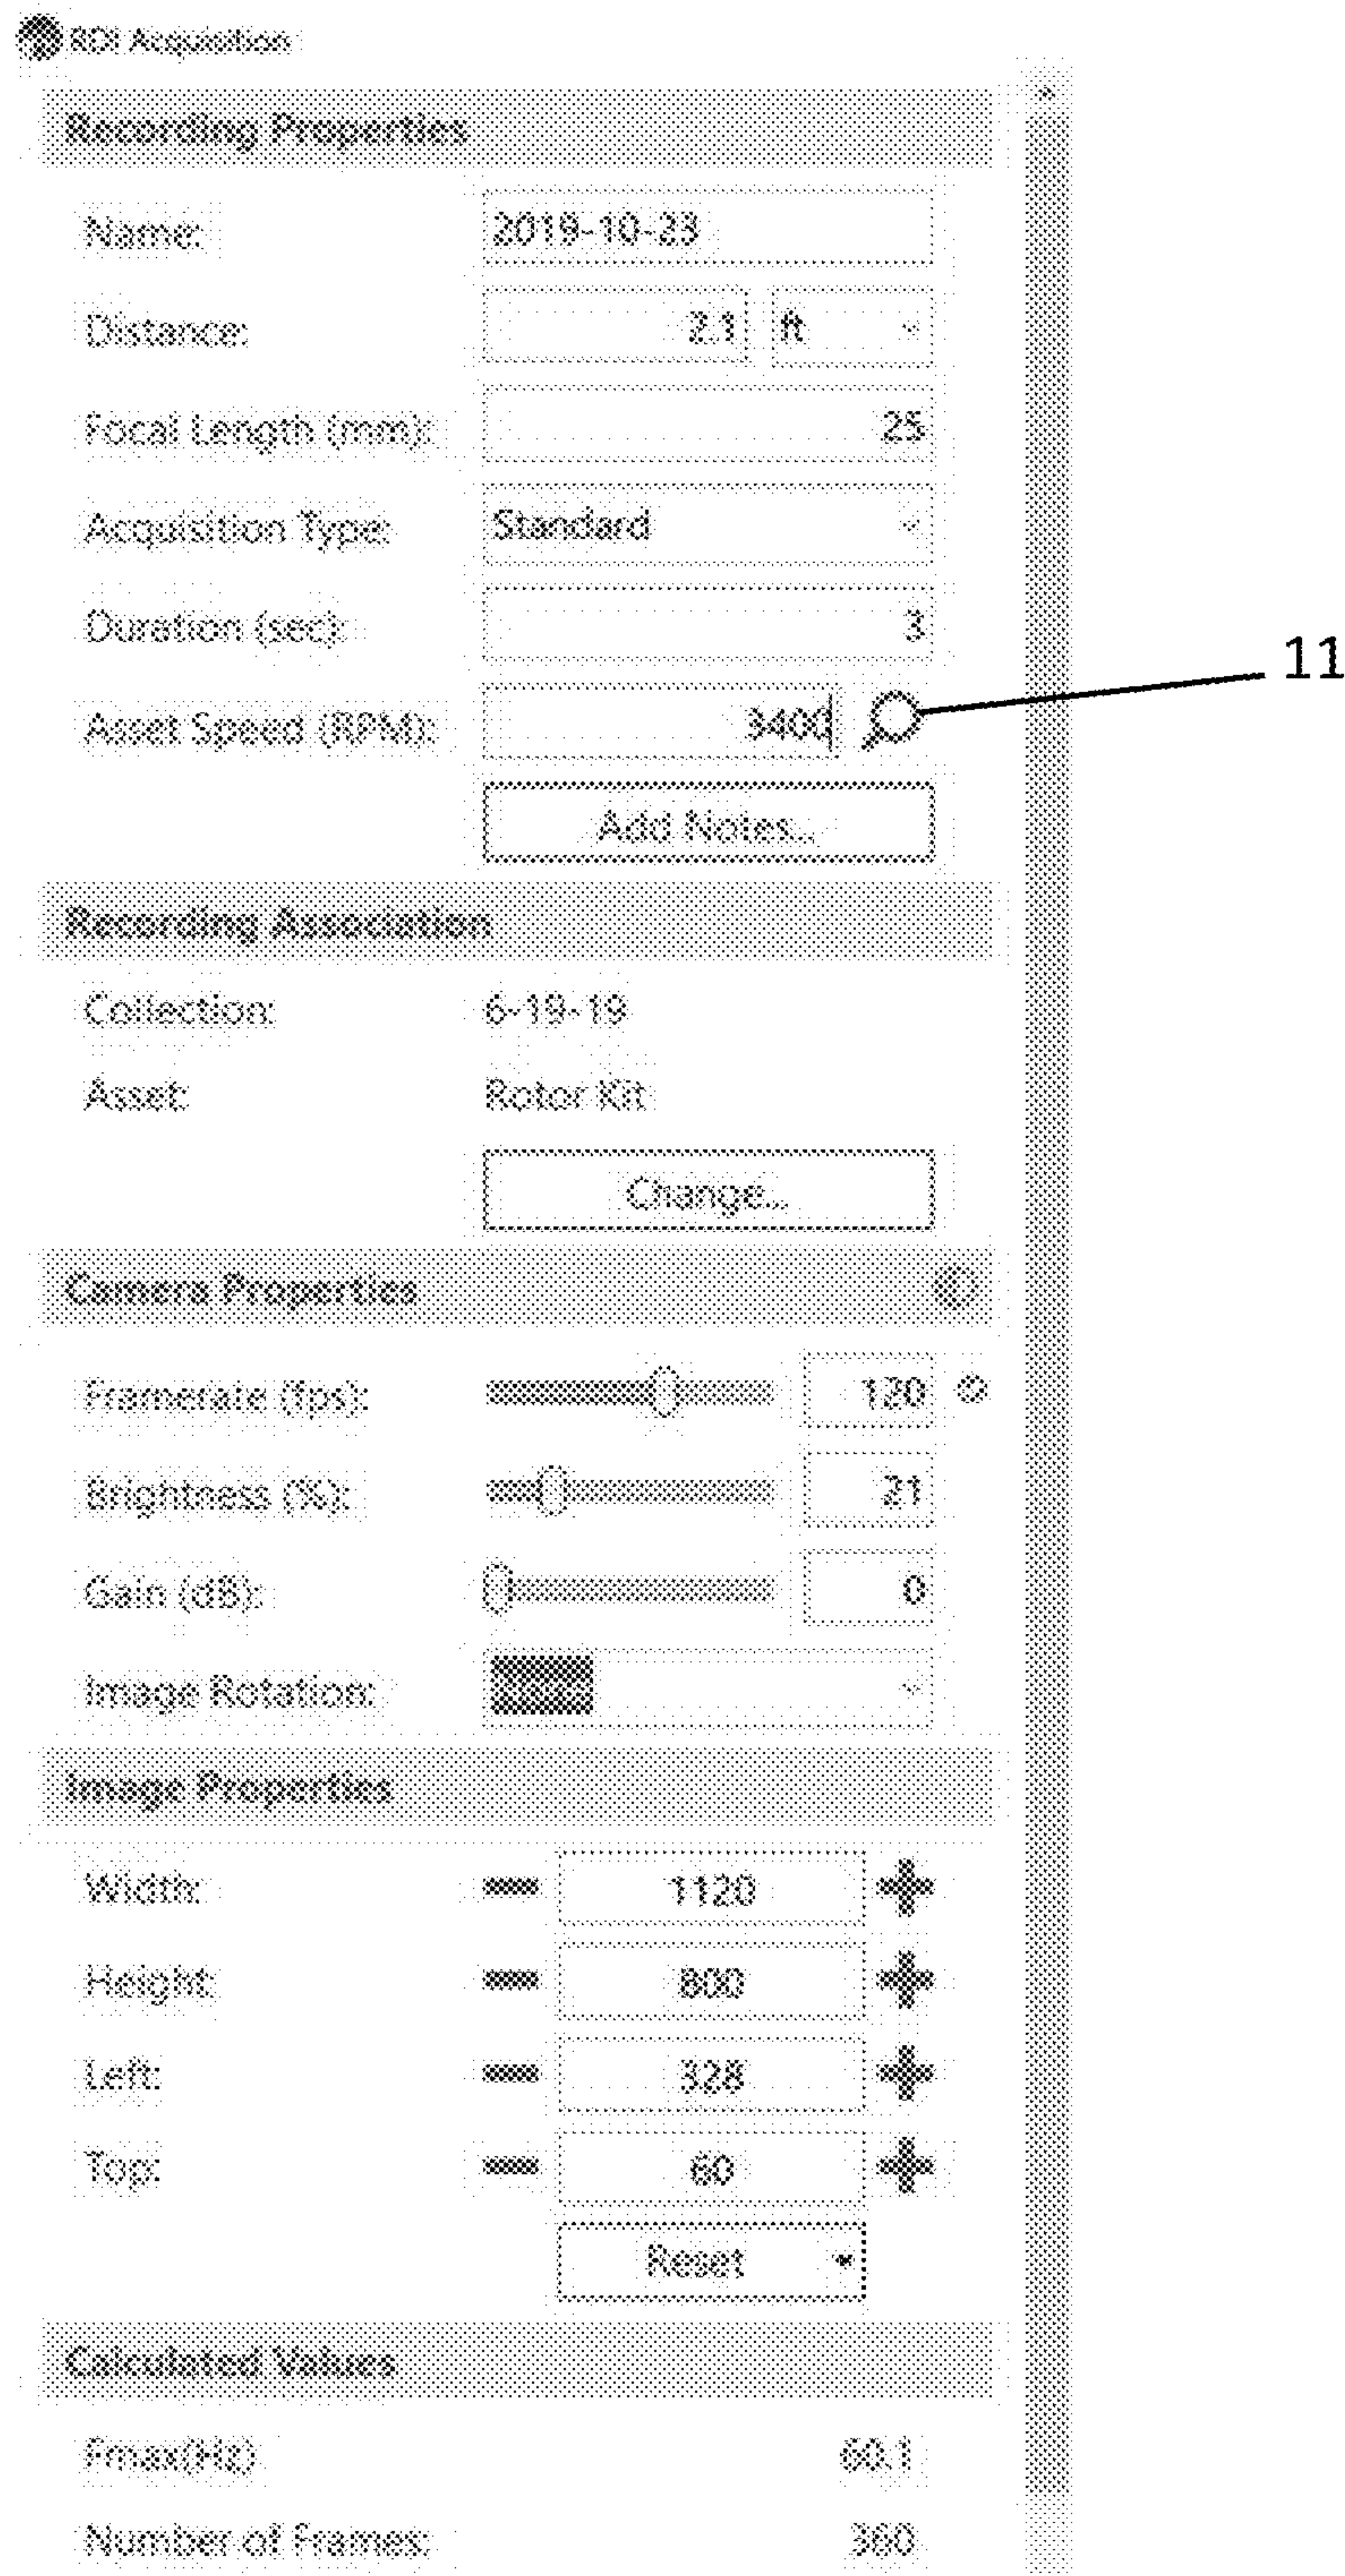 RDI Acquisition
Recording Properties
Name: 2019-10-23
Distance: 2.1 ft
Focal Length (mm): 25
Acquisition Type: Standard
Duration (sec): 3
Asset Speed (RPM): 3400
11
Add Notes...
Recording Association
Collection: 6-19-19
Asset: Rotor Kit
Change...
Camera Properties
Framerate (fps): 120
Brightness (%): 21
Gain (dB): 0
Image Rotation:
Image Properties
Width: 1120
Height: 800
Left: 328
Top: 60
Reset
Calculated Values
Fmax(Hz) 60.1
Number of Frames: 360